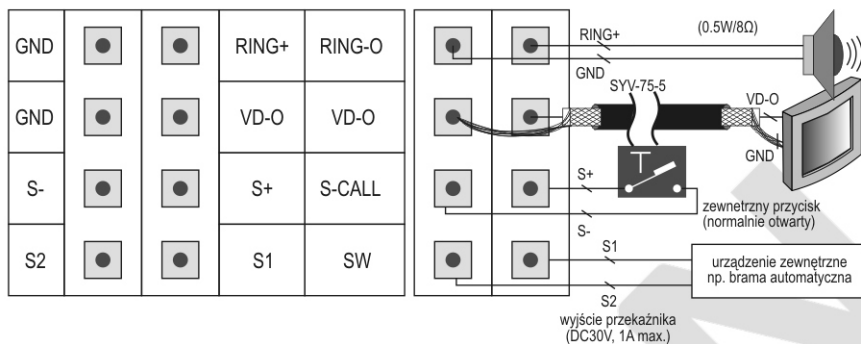 GND RING+ RING-O
GND VD-O VD-O
S- S+ S-CALL
S2 S1 SW
RING+
(0.5W/8Ω)
GND
SYV-75-5
VD-O
GND
S+
S-
zewnetrzny przycisk
(normalnie otwarty)
S1
S2
urządzenie zewnętrzne
np. brama automatyczna
wyjście przekaźnika
(DC30V, 1A max.)